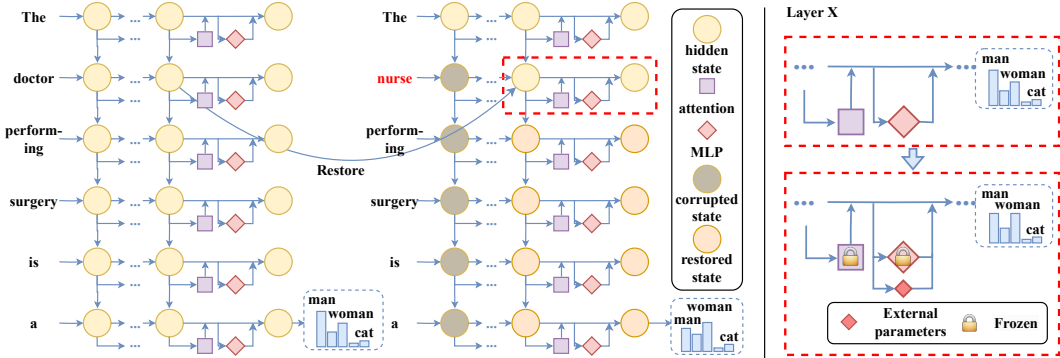 The
...
...
doctor
...
...
perform-
ing
...
...
surgery
...
...
is
...
...
a
...
...
man
woman
cat
Restore
The
...
...
nurse
...
...
perform-
ing
...
...
surgery
...
...
is
...
...
a
...
...
woman
man
cat
hidden
state
attention
MLP
corrupted
state
restored
state
Layer X
...
...
man
woman
cat
...
...
man
woman
cat
External
parameters
Frozen